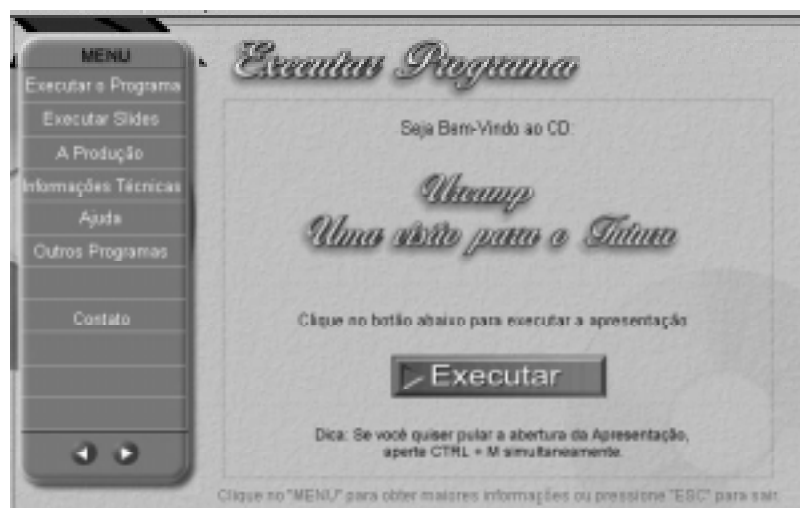 MENU
Executar o Programa
Executar Slides
A Produção
Informações Técnicas
Ajuda
Outros Programas
Contato
Executar Programa
Seja Bem-Vindo ao CD:
Urcamp
Uma visão para o Futuro
Clique no botão abaixo para executar a apresentação
Executar
Dica: Se você quiser pular a abertura da Apresentação,
aperte CTRL + M simultaneamente.
Clique no "MENU" para obter maiores informações ou pressione "ESC" para sair.